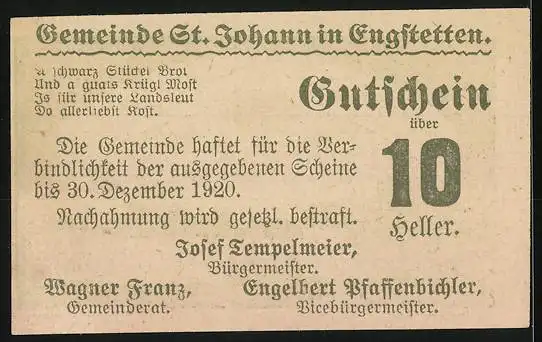 Gemeinde St. Johann in Engstetten.
A schwarz Stückel Brot
Und a guats Krügl Most
Is für unsere Landsleut
Do allerliebst Kost.
Gutschein
über
10
Heller.
Die Gemeinde haftet für die Ver-
bindlichkeit der ausgegebenen Scheine
bis 30. Dezember 1920.
Nachahmung wird gesetzl. bestraft.
Josef Tempelmeier,
Bürgermeister.
Wagner Franz,
Gemeinderat.
Engelbert Pfaffenbichler,
Vicebürgermeister.